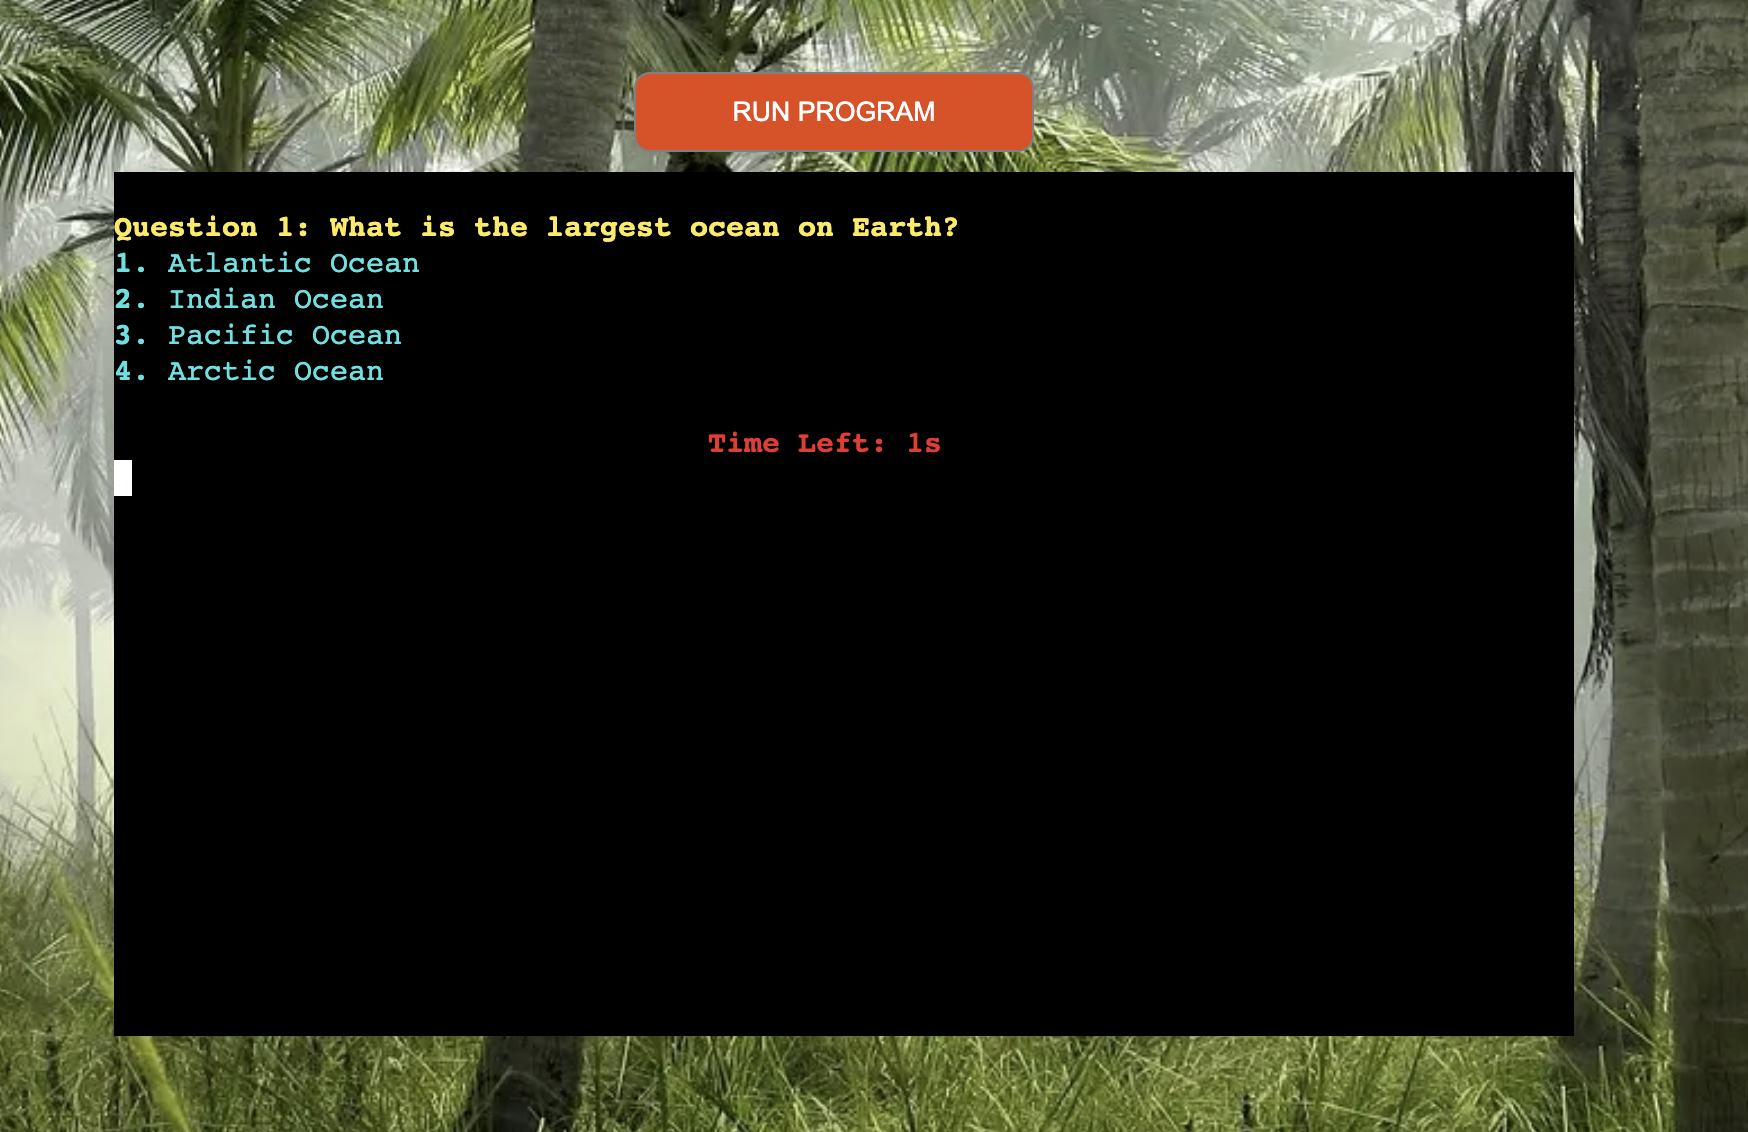 RUN PROGRAM
Question 1: What is the largest ocean on Earth?
1. Atlantic Ocean
2. Indian Ocean
3. Pacific Ocean
4. Arctic Ocean
Time Left: 1s